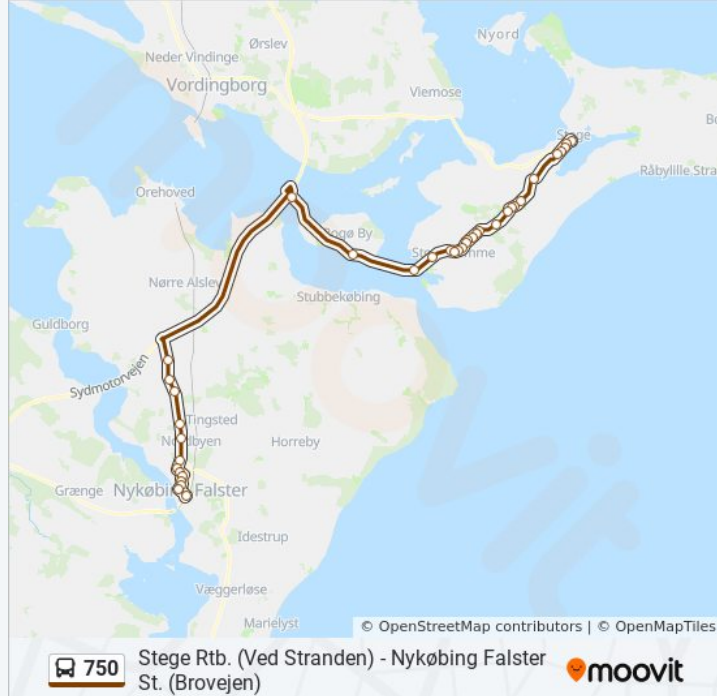 Nyord
Ørslev
Neder Vindinge
Vordingborg
Viemose
Stege
Råbylille Stra
Orehoved
Bogø By
Nørre Alslev
Stubbekøbing
Guldborg
Sydmotorvejen
Tingsted
Horreby
Grænge
Nykøbing Falster
Idestrup
Væggerløse
Marielyst
© OpenStreetMap contributors | © OpenMapTiles
750
Stege Rtb. (Ved Stranden) - Nykøbing Falster
St. (Brovejen)
moovit